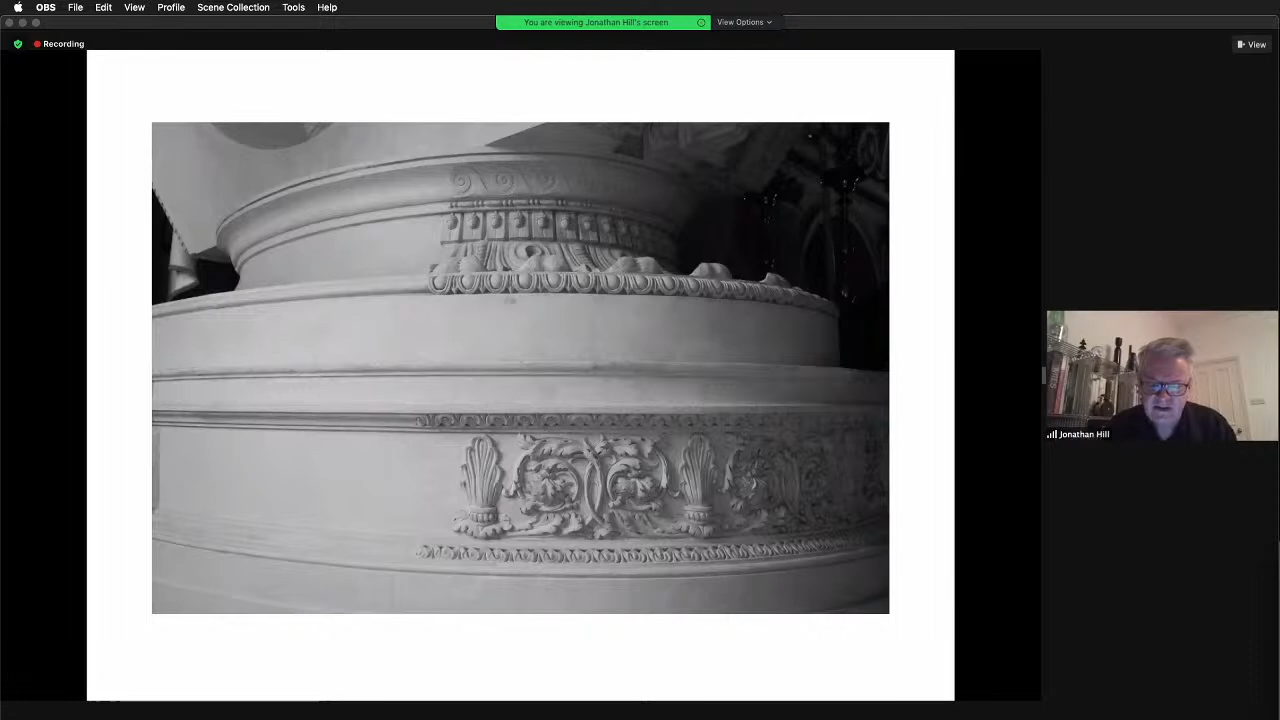 OBS File Edit View Profile Scene Collection Tools Help
You are viewing Jonathan Hill's screen View Options
Recording
View
Jonathan Hill